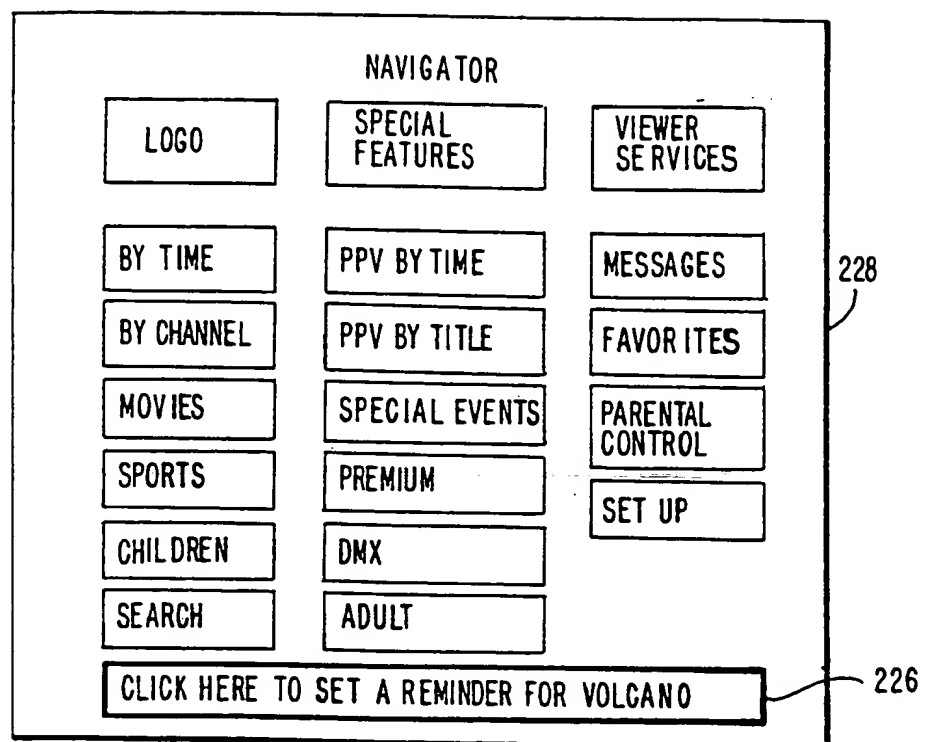 NAVIGATOR
LOGO
SPECIAL
FEATURES
VIEWER
SERVICES
BY TIME
PPV BY TIME
MESSAGES
228
BY CHANNEL
PPV BY TITLE
FAVORITES
MOVIES
SPECIAL EVENTS
PARENTAL
CONTROL
SPORTS
PREMIUM
SET UP
CHILDREN
DMX
SEARCH
ADULT
CLICK HERE TO SET A REMINDER FOR VOLCANO
226